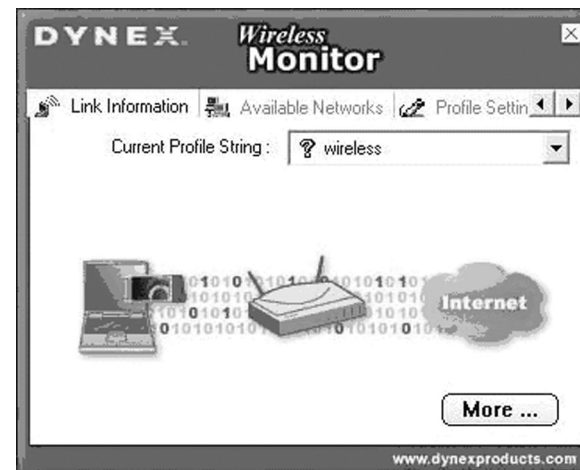 DYNEX Wireless
Monitor
Link Information Available Networks Profile Settin
Current Profile String : wireless
Internet
More ...
www.dynexproducts.com